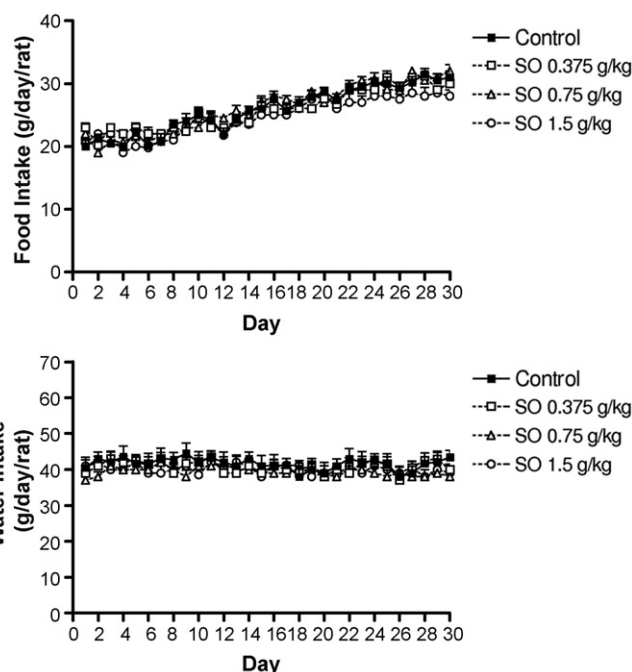 Food Intake (g/day/rat)
40
30
20
10
0
0 2 4 6 8 10 12 14 16 18 20 22 24 26 28 30
Day
Control
SO 0.375 g/kg
SO 0.75 g/kg
SO 1.5 g/kg
Water Intake
(g/day/rat)
70
60
50
40
30
20
10
0
0 2 4 6 8 10 12 14 16 18 20 22 24 26 28 30
Day
Control
SO 0.375 g/kg
SO 0.75 g/kg
SO 1.5 g/kg